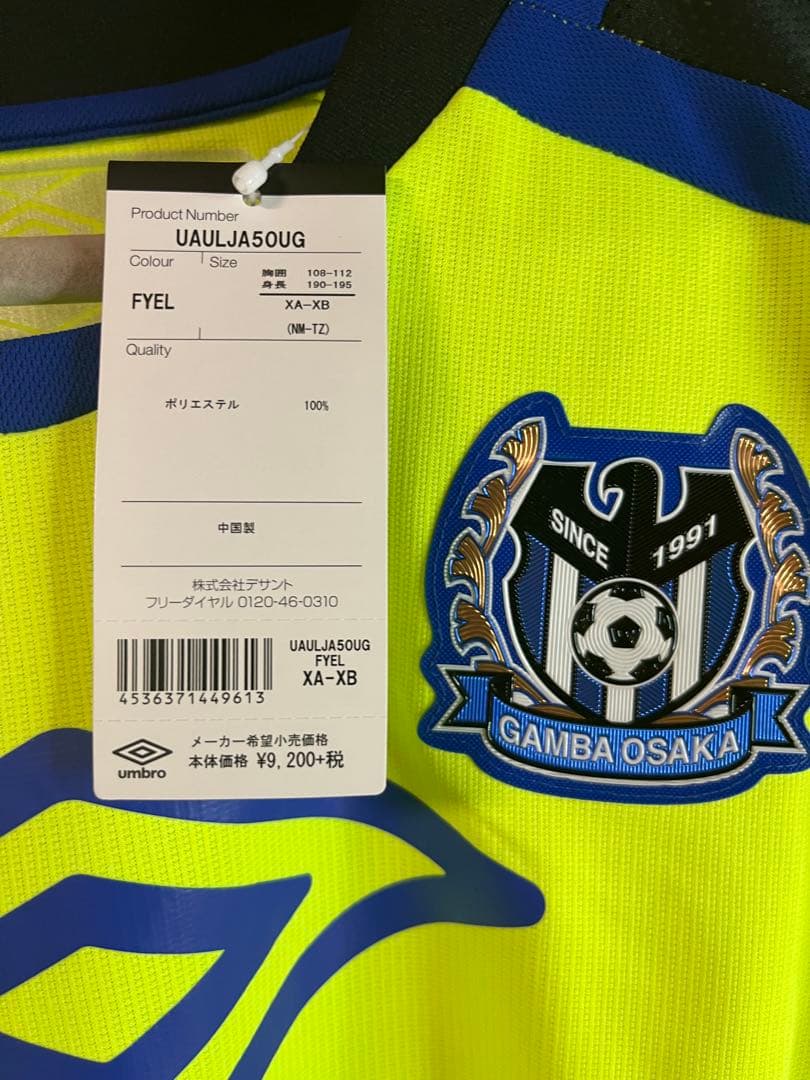 Product Number
UAULJA50UG
Colour Size
胸囲 108-112
身長 190-195
FYEL XA-XB
(NM-TZ)
Quality
ポリエステル 100%
中国製
株式会社デサント
フリーダイヤル 0120-46-0310
UAULJA50UG
FYEL
XA-XB
4536371449613
メーカー希望小売価格
本体価格 ¥9,200+税
umbro
SINCE 1991
GAMBA OSAKA